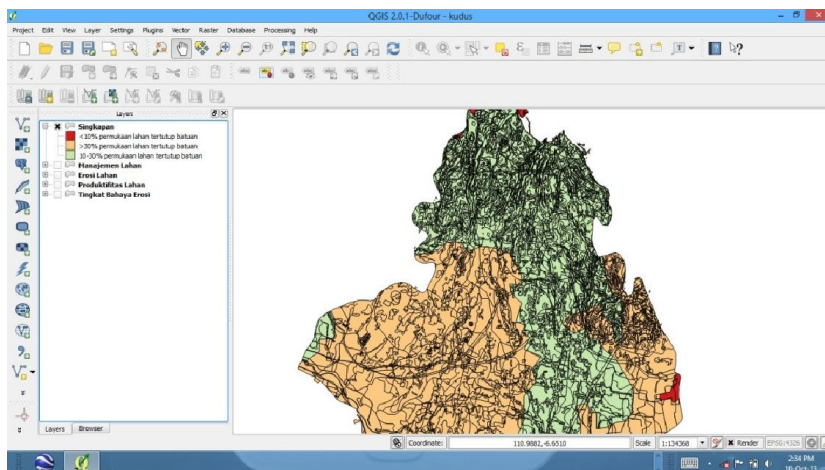 QGIS 2.0.1-Dufour - kudus
Project Edit View Layer Settings Plugins Vector Raster Database Processing Help
Layers
Singkapan
<10% permukaan lahan tertutup batuan
>30% permukaan lahan tertutup batuan
10-30% permukaan lahan tertutup batuan
Manajemen Lahan
Erosi Lahan
Produktifitas Lahan
Tingkat Bahaya Erosi
Layers Browser
Coordinate: 110.9882,-6.6510 Scale 1:134368 Render EPSG:4326
2:34 PM